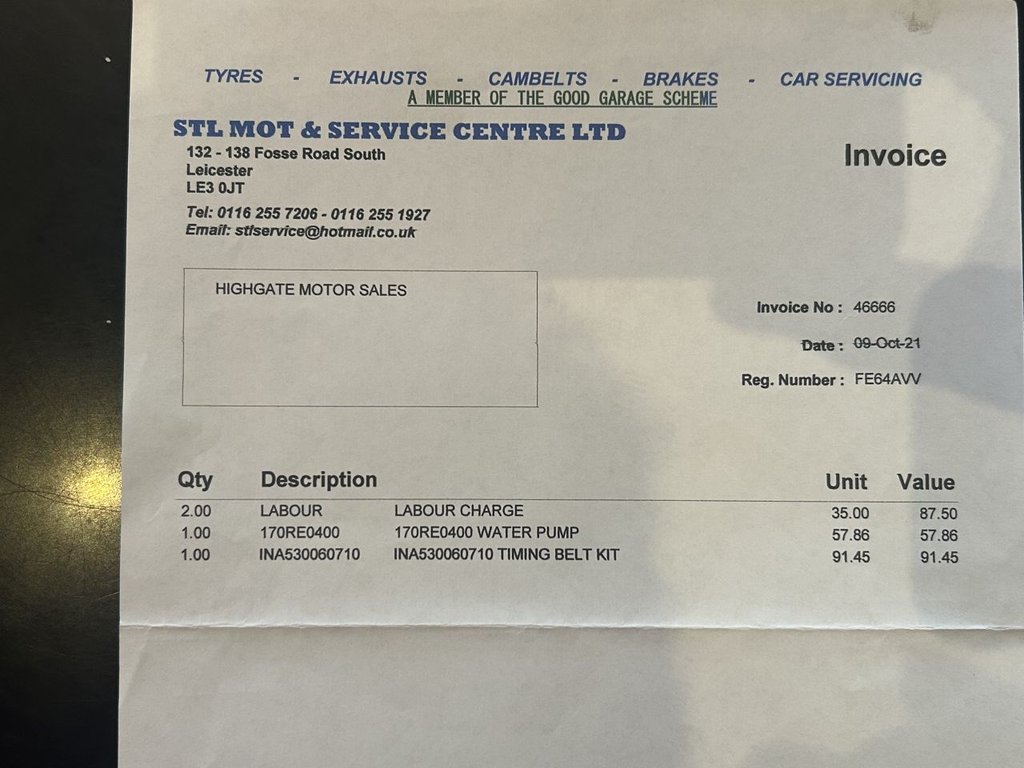 TYRES - EXHAUSTS - CAMBELTS - BRAKES - CAR SERVICING
A MEMBER OF THE GOOD GARAGE SCHEME
STL MOT & SERVICE CENTRE LTD
132 - 138 Fosse Road South
Invoice
Leicester
LE3 0JT
Tel: 0116 255 7206 - 0116 255 1927
Email: stlservice@hotmail.co.uk
HIGHGATE MOTOR SALES
Invoice No : 46666
Date : 09-Oct-21
Reg. Number : FE64AVV
Qty Description Unit Value
2.00 LABOUR LABOUR CHARGE 35.00 87.50
1.00 170RE0400 170RE0400 WATER PUMP 57.86 57.86
1.00 INA530060710 INA530060710 TIMING BELT KIT 91.45 91.45